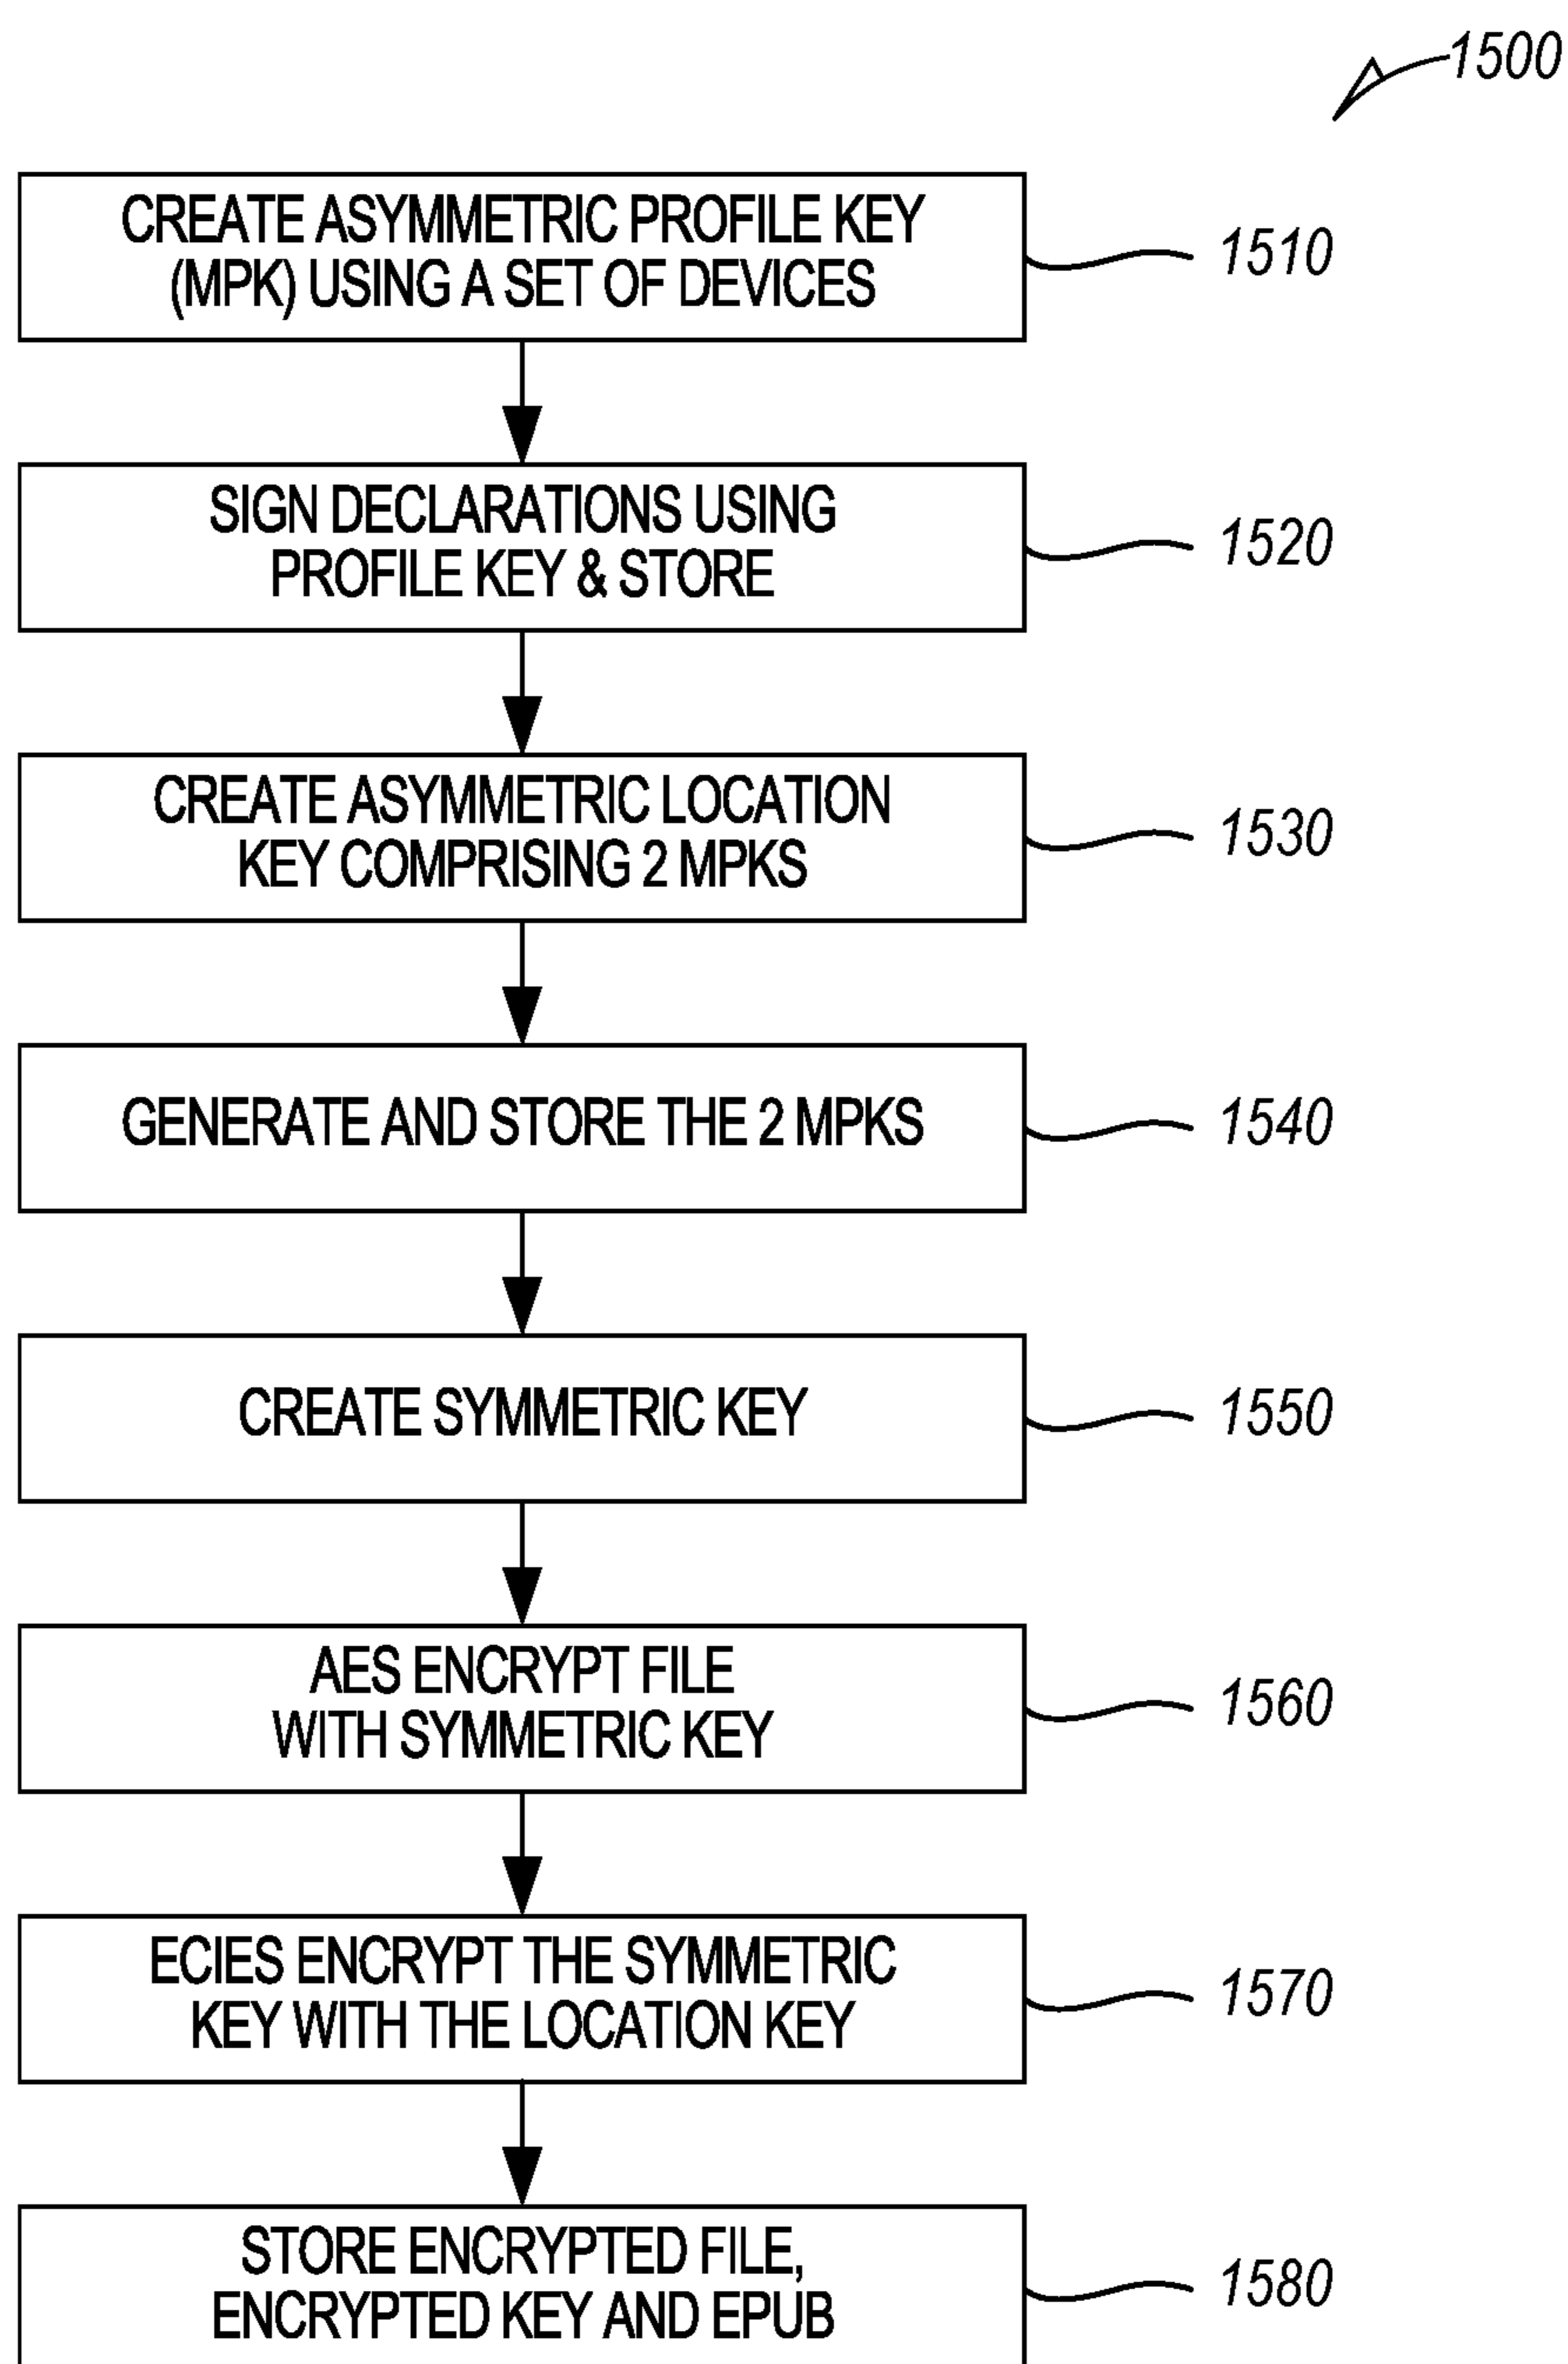 1500
CREATE ASYMMETRIC PROFILE KEY
(MPK) USING A SET OF DEVICES
1510
SIGN DECLARATIONS USING
PROFILE KEY & STORE
1520
CREATE ASYMMETRIC LOCATION
KEY COMPRISING 2 MPKS
1530
GENERATE AND STORE THE 2 MPKS
1540
CREATE SYMMETRIC KEY
1550
AES ENCRYPT FILE
WITH SYMMETRIC KEY
1560
ECIES ENCRYPT THE SYMMETRIC
KEY WITH THE LOCATION KEY
1570
STORE ENCRYPTED FILE,
ENCRYPTED KEY AND EPUB
1580